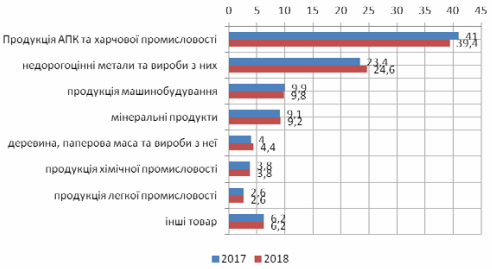 0 5 10 15 20 25 30 35 40 45
Продукція АПК та харчової промисловості 41
39,4
недорогоцінні метали та вироби з них 23,4
24,6
продукція машинобудування 9,9
9,8
мінеральні продукти 9,1
9,2
деревина, паперова маса та вироби з неї 4
4,4
продукція хімічної промисловості 3,8
3,8
продукція легкої промисловості 2,6
2,6
інші товар 6,2
6,2
2017 2018